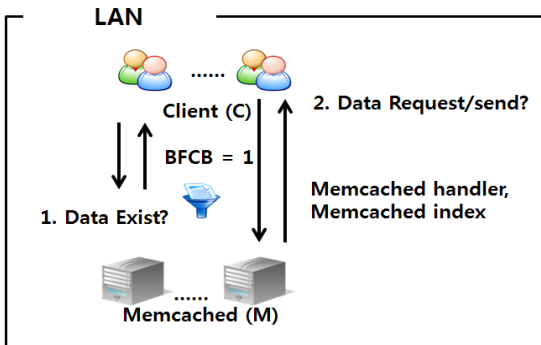 LAN
......
Client (C)
2. Data Request/send?
BFCB = 1
1. Data Exist?
Memcached handler,
Memcached index
......
Memcached (M)